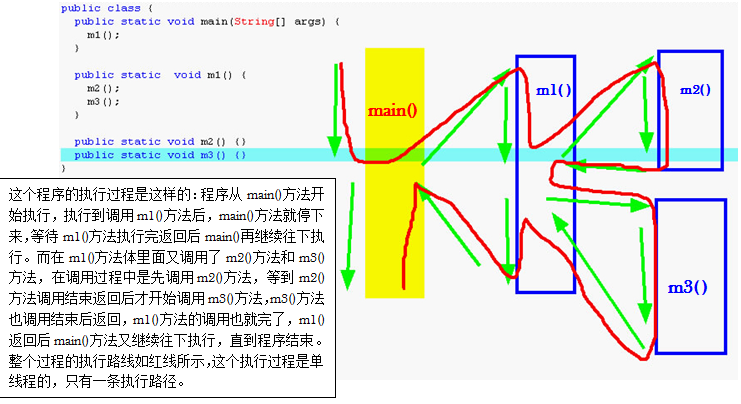 public class {
public static void main(String[] args) {
m1();
}
public static void m1() {
m2();
m3();
}
public static void m2() {}
public static void m3() {}
}
main()
m1()
m2()
m3()
这个程序的执行过程是这样的：程序从 main()方法开
始执行，执行到调用 m1()方法后，main()方法就停下
来，等待 m1()方法执行完返回后 main()再继续往下执
行。而在 m1()方法体里面又调用了 m2()方法和 m3()
方法，在调用过程中是先调用 m2()方法，等到 m2()
方法调用结束返回后才开始调用 m3()方法，m3()方法
也调用结束后返回，m1()方法的调用也就完了，m1()
返回后 main()方法又继续往下执行，直到程序结束。
整个过程的执行路线如红线所示，这个执行过程是单
线程的，只有一条执行路径。